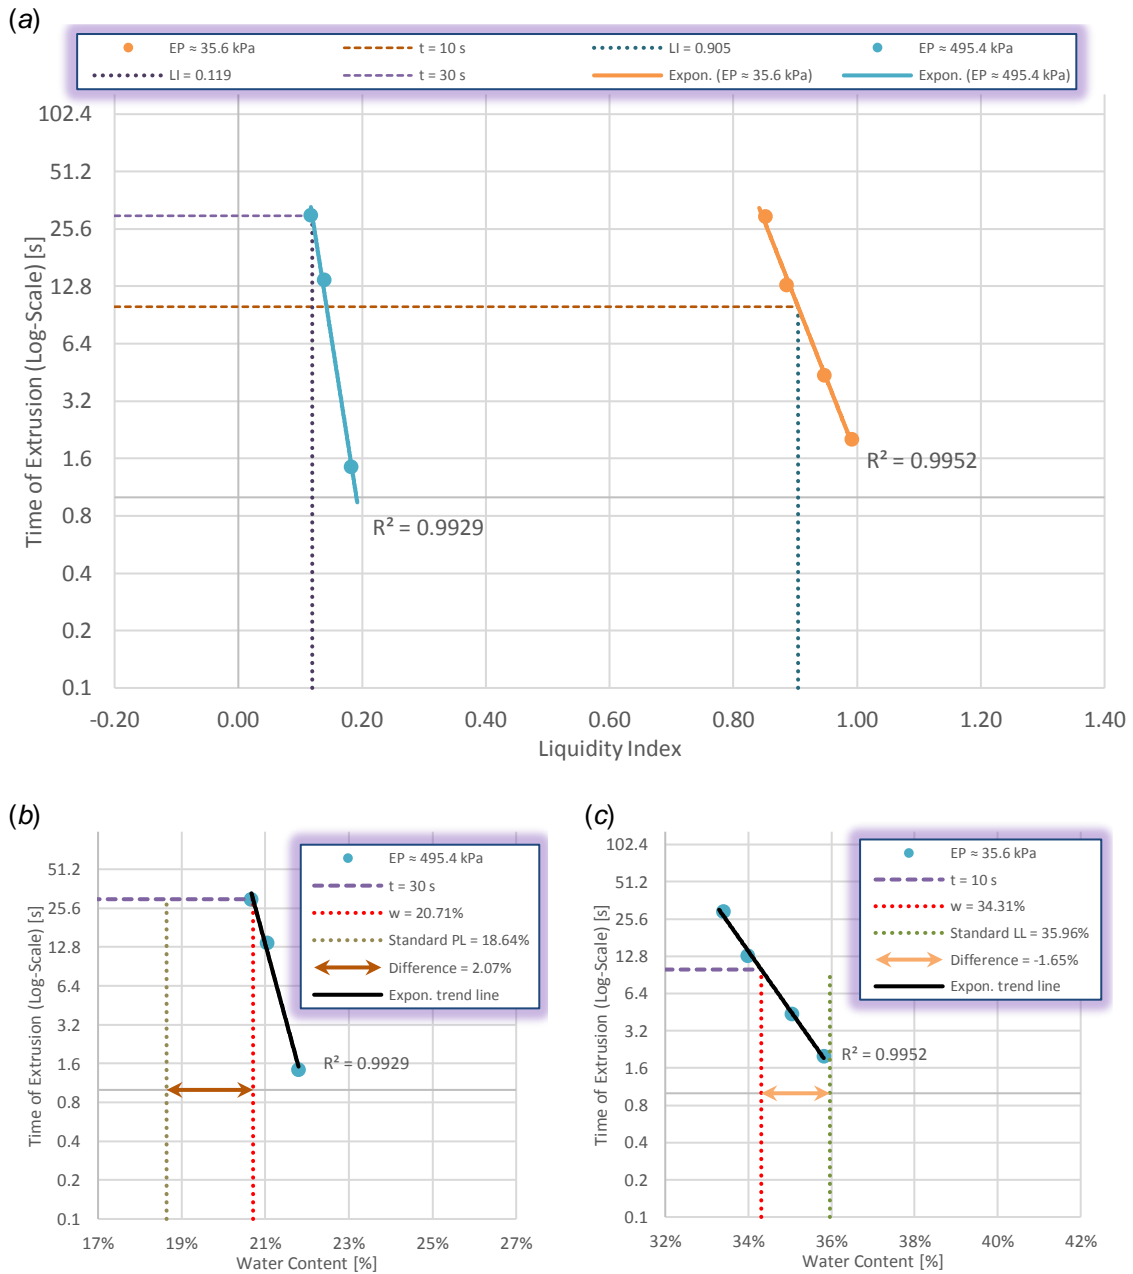 (a)
EP ≈ 35.6 kPa t = 10 s LI = 0.905 EP ≈ 495.4 kPa
LI = 0.119 t = 30 s Expon. (EP ≈ 35.6 kPa) Expon. (EP ≈ 495.4 kPa)
Time of Extrusion (Log-Scale) [s]
102.4
51.2
25.6
12.8
6.4
3.2
1.6
0.8
0.4
0.2
0.1
R² = 0.9952
R² = 0.9929
-0.20 0.00 0.20 0.40 0.60 0.80 1.00 1.20 1.40
Liquidity Index
(b)
EP ≈ 495.4 kPa
t = 30 s
w = 20.71%
Standard PL = 18.64%
Difference = 2.07%
Expon. trend line
Time of Extrusion (Log-Scale) [s]
51.2
25.6
12.8
6.4
3.2
1.6
0.8
0.4
0.2
0.1
R² = 0.9929
17% 19% 21% 23% 25% 27%
Water Content [%]
(c)
EP ≈ 35.6 kPa
t = 10 s
w = 34.31%
Standard LL = 35.96%
Difference = -1.65%
Expon. trend line
Time of Extrusion (Log-Scale) [s]
102.4
51.2
25.6
12.8
6.4
3.2
1.6
0.8
0.4
0.2
0.1
R² = 0.9952
32% 34% 36% 38% 40% 42%
Water Content [%]